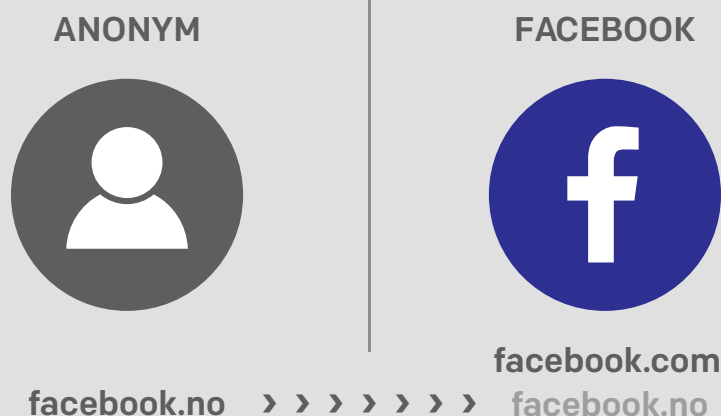 ANONYM
FACEBOOK
facebook.com
facebook.no › › › › › › › facebook.no